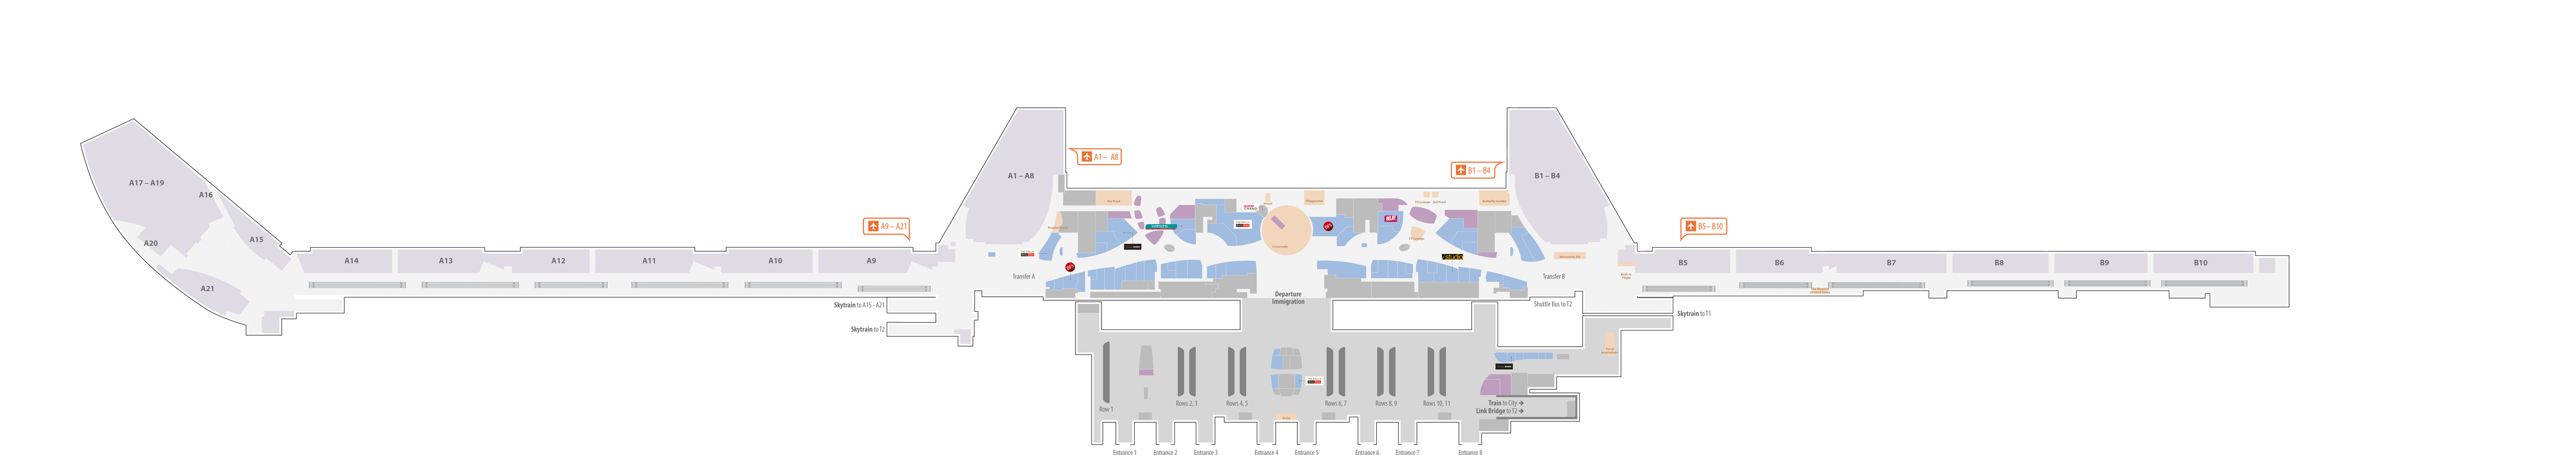 A1 – A8
B1 – B4
A17 – A19
A16
A1 – A8
B1 – B4
A9 – A21
B5– B10
A20
A15
A14
A13
A12
A11
A10
A9
B5
B6
B7
B8
B9
B10
A21
Transfer A
Transfer B
Departure
Immigration
Skytrain to A15 - A21
Shuttle Bus to T2
Skytrain to T1
Skytrain to T2
Row 1
Rows 2, 3
Rows 4, 5
Rows 6, 7
Rows 8, 9
Rows 10, 11
Train to City →
Link Bridge to T2 →
Entrance 1
Entrance 2
Entrance 3
Entrance 4
Entrance 5
Entrance 6
Entrance 7
Entrance 8